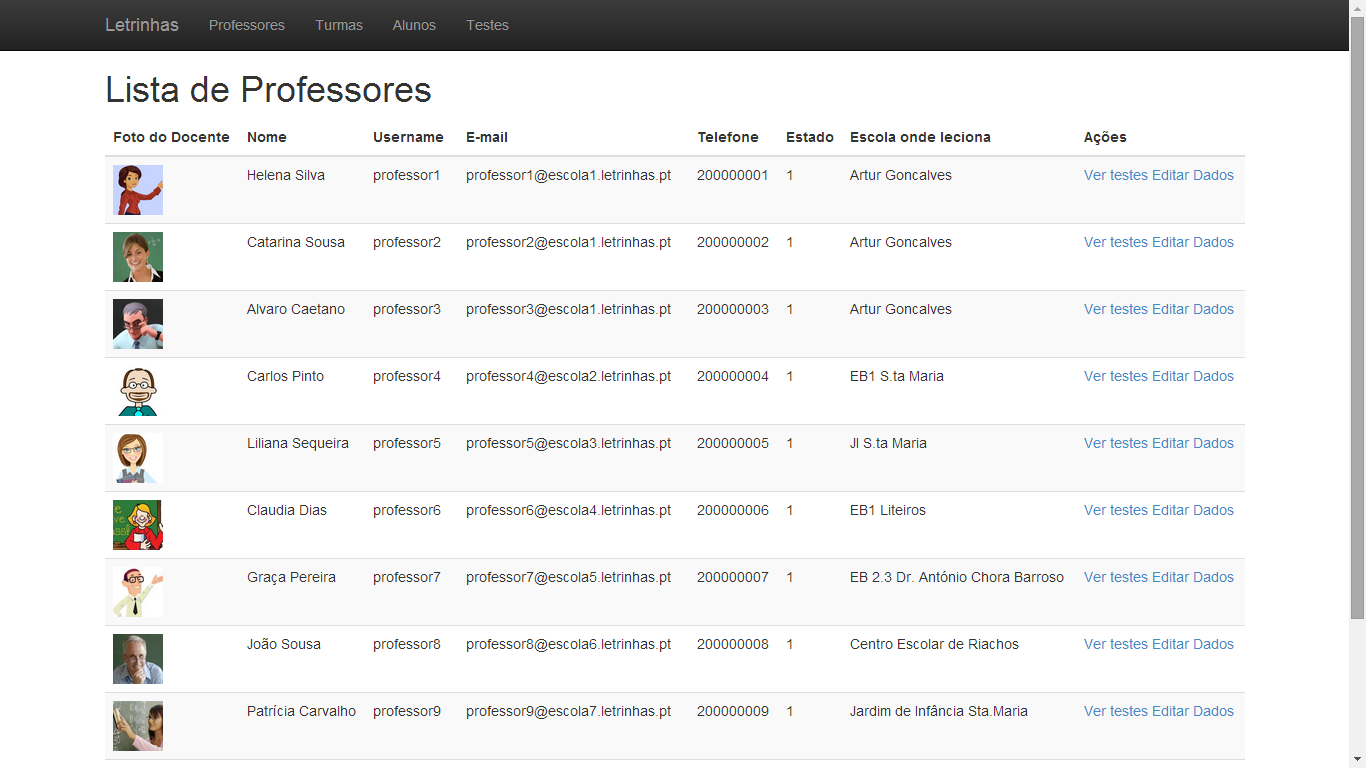 Letrinhas Professores Turmas Alunos Testes
Lista de Professores
Foto do Docente Nome Username E-mail Telefone Estado Escola onde leciona Ações
Helena Silva professor1 professor1@escola1.letrinhas.pt 200000001 1 Artur Goncalves Ver testes Editar Dados
Catarina Sousa professor2 professor2@escola1.letrinhas.pt 200000002 1 Artur Goncalves Ver testes Editar Dados
Alvaro Caetano professor3 professor3@escola1.letrinhas.pt 200000003 1 Artur Goncalves Ver testes Editar Dados
Carlos Pinto professor4 professor4@escola2.letrinhas.pt 200000004 1 EB1 S.ta Maria Ver testes Editar Dados
Liliana Sequeira professor5 professor5@escola3.letrinhas.pt 200000005 1 JI S.ta Maria Ver testes Editar Dados
Claudia Dias professor6 professor6@escola4.letrinhas.pt 200000006 1 EB1 Liteiros Ver testes Editar Dados
Graça Pereira professor7 professor7@escola5.letrinhas.pt 200000007 1 EB 2.3 Dr. António Chora Barroso Ver testes Editar Dados
João Sousa professor8 professor8@escola6.letrinhas.pt 200000008 1 Centro Escolar de Riachos Ver testes Editar Dados
Patrícia Carvalho professor9 professor9@escola7.letrinhas.pt 200000009 1 Jardim de Infância Sta.Maria Ver testes Editar Dados